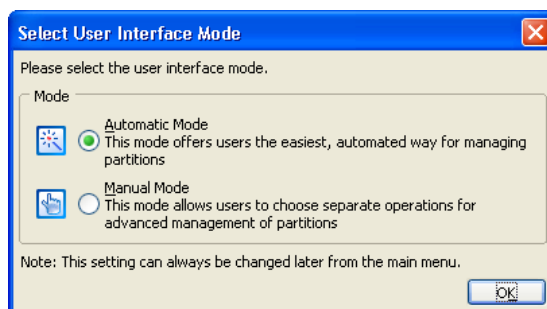 Select User Interface Mode
Please select the user interface mode.
Mode
Automatic Mode
This mode offers users the easiest, automated way for managing
partitions
Manual Mode
This mode allows users to choose separate operations for
advanced management of partitions
Note: This setting can always be changed later from the main menu.
OK